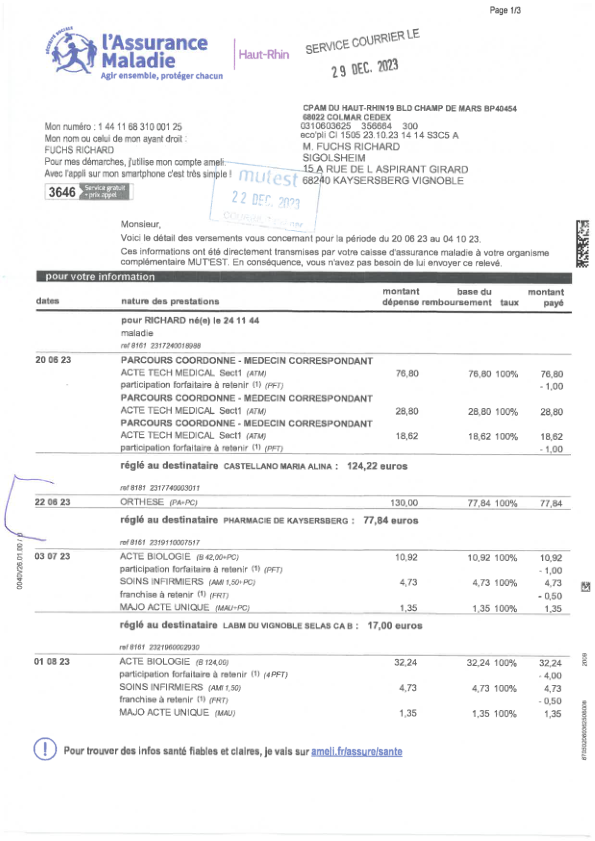 Page 1/3
SÉCURITÉ SOCIALE
l'Assurance
Maladie
Agir ensemble, protéger chacun
Haut-Rhin
SERVICE COURRIER LE
29 DEC. 2023
CPAM DU HAUT-RHIN19 BLD CHAMP DE MARS BP40454
68022 COLMAR CEDEX
0310603625 356664 300
eco'pli CI 1505 23.10.23 14 14 S3C5 A
M. FUCHS RICHARD
SIGOLSHEIM
15 A RUE DE L ASPIRANT GIRARD
68240 KAYSERSBERG VIGNOBLE
Mon numéro : 1 44 11 68 310 001 25
Mon nom ou celui de mon ayant droit :
FUCHS RICHARD
Pour mes démarches, j'utilise mon compte ameli.
Avec l'appli sur mon smartphone c'est très simple !
3646 Service gratuit + prix appel
mutest
22 DEC. 2023
Monsieur,
Voici le détail des versements vous concernant pour la période du 20 06 23 au 04 10 23.
Ces informations ont été directement transmises par votre caisse d'assurance maladie à votre organisme
complémentaire MUT'EST. En conséquence, vous n'avez pas besoin de lui envoyer ce relevé.
pour votre information
dates nature des prestations montant dépense base du remboursement taux montant payé
pour RICHARD né(e) le 24 11 44
maladie
ref 8161 2317240018988
20 06 23 PARCOURS COORDONNE - MEDECIN CORRESPONDANT
ACTE TECH MEDICAL Sect1 (ATM) 76,80 76,80 100% 76,80
participation forfaitaire à retenir (1) (PFT) - 1,00
PARCOURS COORDONNE - MEDECIN CORRESPONDANT
ACTE TECH MEDICAL Sect1 (ATM) 28,80 28,80 100% 28,80
PARCOURS COORDONNE - MEDECIN CORRESPONDANT
ACTE TECH MEDICAL Sect1 (ATM) 18,62 18,62 100% 18,62
participation forfaitaire à retenir (1) (PFT) - 1,00
réglé au destinataire CASTELLANO MARIA ALINA : 124,22 euros
ref 8181 2317740003011
22 06 23 ORTHESE (PA+PC) 130,00 77,84 100% 77,84
réglé au destinataire PHARMACIE DE KAYSERSBERG : 77,84 euros
ref 8161 2319110007517
03 07 23 ACTE BIOLOGIE (B 42,00+PC) 10,92 10,92 100% 10,92
participation forfaitaire à retenir (1) (PFT) - 1,00
SOINS INFIRMIERS (AMI 1,50+PC) 4,73 4,73 100% 4,73
franchise à retenir (1) (FRT) - 0,50
MAJO ACTE UNIQUE (MAU+PC) 1,35 1,35 100% 1,35
réglé au destinataire LABM DU VIGNOBLE SELAS CA B : 17,00 euros
ref 8161 2321960002930
01 08 23 ACTE BIOLOGIE (B 124,00) 32,24 32,24 100% 32,24
participation forfaitaire à retenir (1) (4 PFT) - 4,00
SOINS INFIRMIERS (AMI 1,50) 4,73 4,73 100% 4,73
franchise à retenir (1) (FRT) - 0,50
MAJO ACTE UNIQUE (MAU) 1,35 1,35 100% 1,35
Pour trouver des infos santé fiables et claires, je vais sur ameli.fr/assure/sante